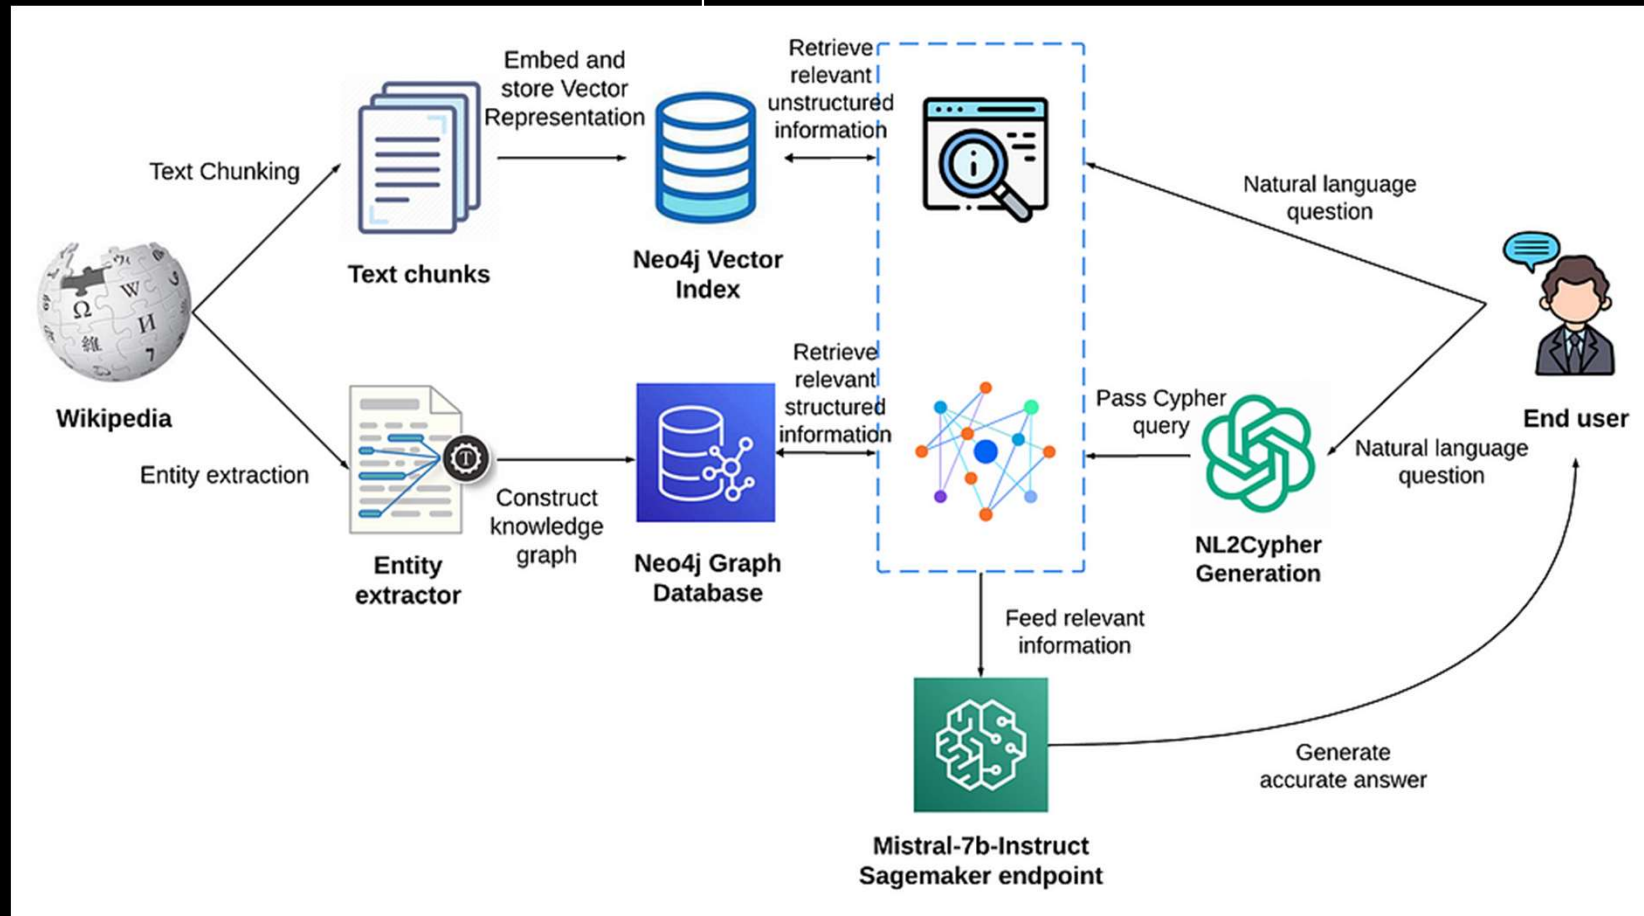 Embed and
store Vector
Representation
Retrieve
relevant
unstructured
information
Text Chunking
Natural language
question
Text chunks
Neo4j Vector
Index
Ω
W
И
維
7
i
Wikipedia
Entity extraction
T
Entity
extractor
Construct
knowledge
graph
Retrieve
relevant
structured
information
Neo4j Graph
Database
Pass Cypher
query
NL2Cypher
Generation
Natural language
question
End user
Feed relevant
information
Generate
accurate answer
Mistral-7b-Instruct
Sagemaker endpoint